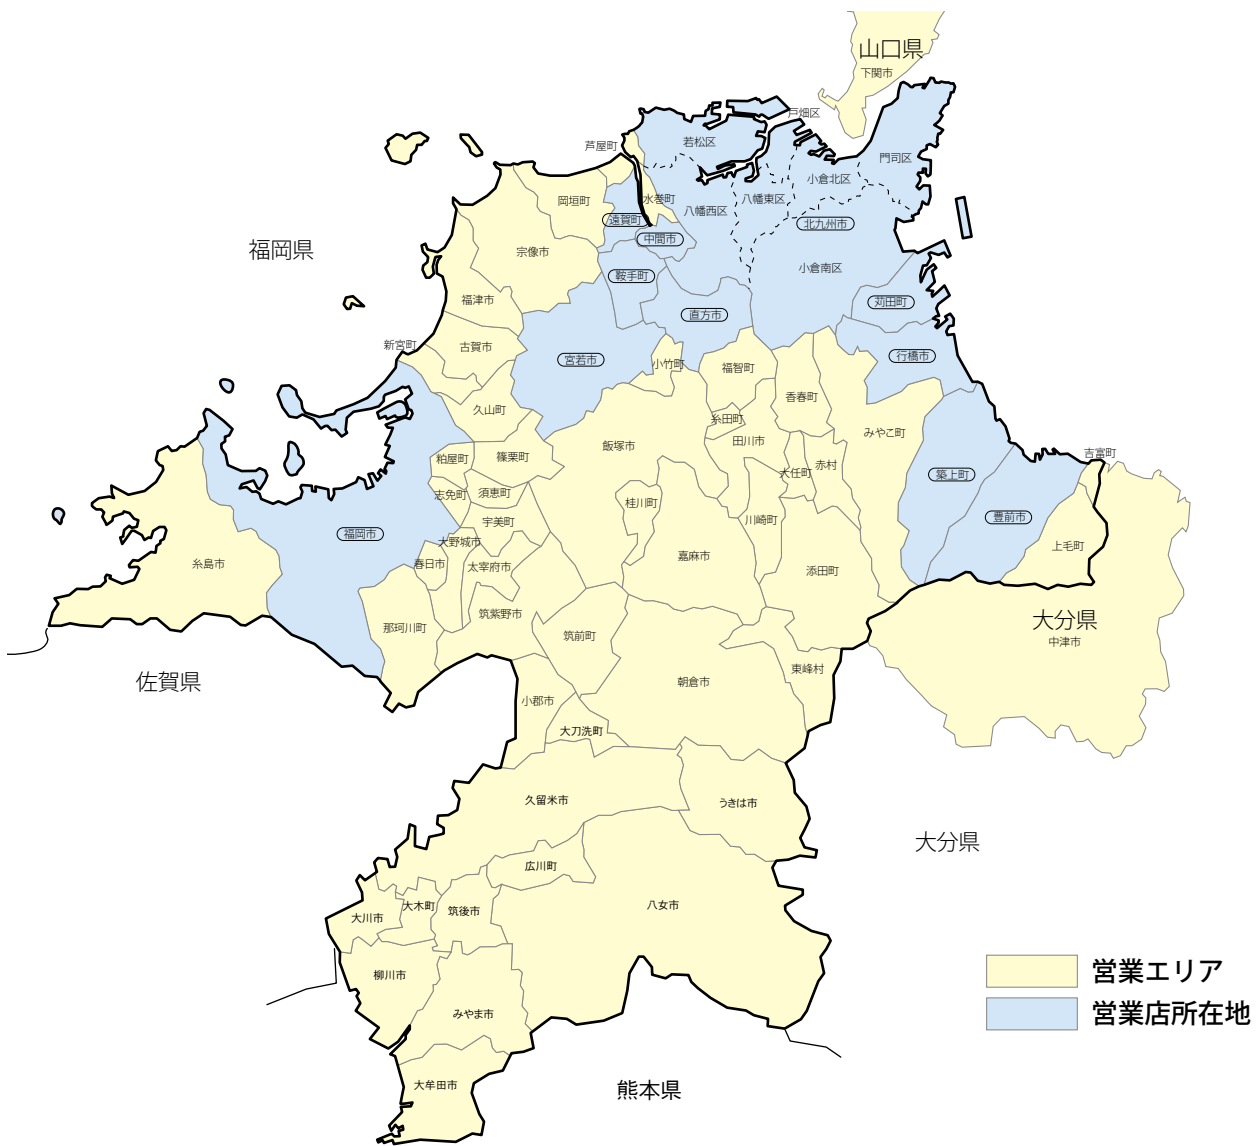 山口県
下関市
戸畑区
若松区
芦屋町
門司区
小倉北区
水巻町
八幡東区
岡垣町
八幡西区
遠賀町
北九州市
中間市
福岡県
宗像市
小倉南区
鞍手町
福津市
苅田町
直方市
新宮町
古賀市
宮若市
行橋市
小竹町
福智町
香春町
久山町
糸田町
みやこ町
田川市
飯塚市
吉富町
粕屋町
篠栗町
赤村
大任町
築上町
志免町
須恵町
桂川町
豊前市
宇美町
川崎町
福岡市
大野城市
上毛町
嘉麻市
糸島市
春日市
太宰府市
添田町
筑紫野市
大分県
那珂川町
筑前町
中津市
東峰村
佐賀県
朝倉市
小郡市
大刀洗町
久留米市
うきは市
大分県
広川町
八女市
大木町
筑後市
大川市
柳川市
営業エリア
みやま市
営業店所在地
大牟田市
熊本県